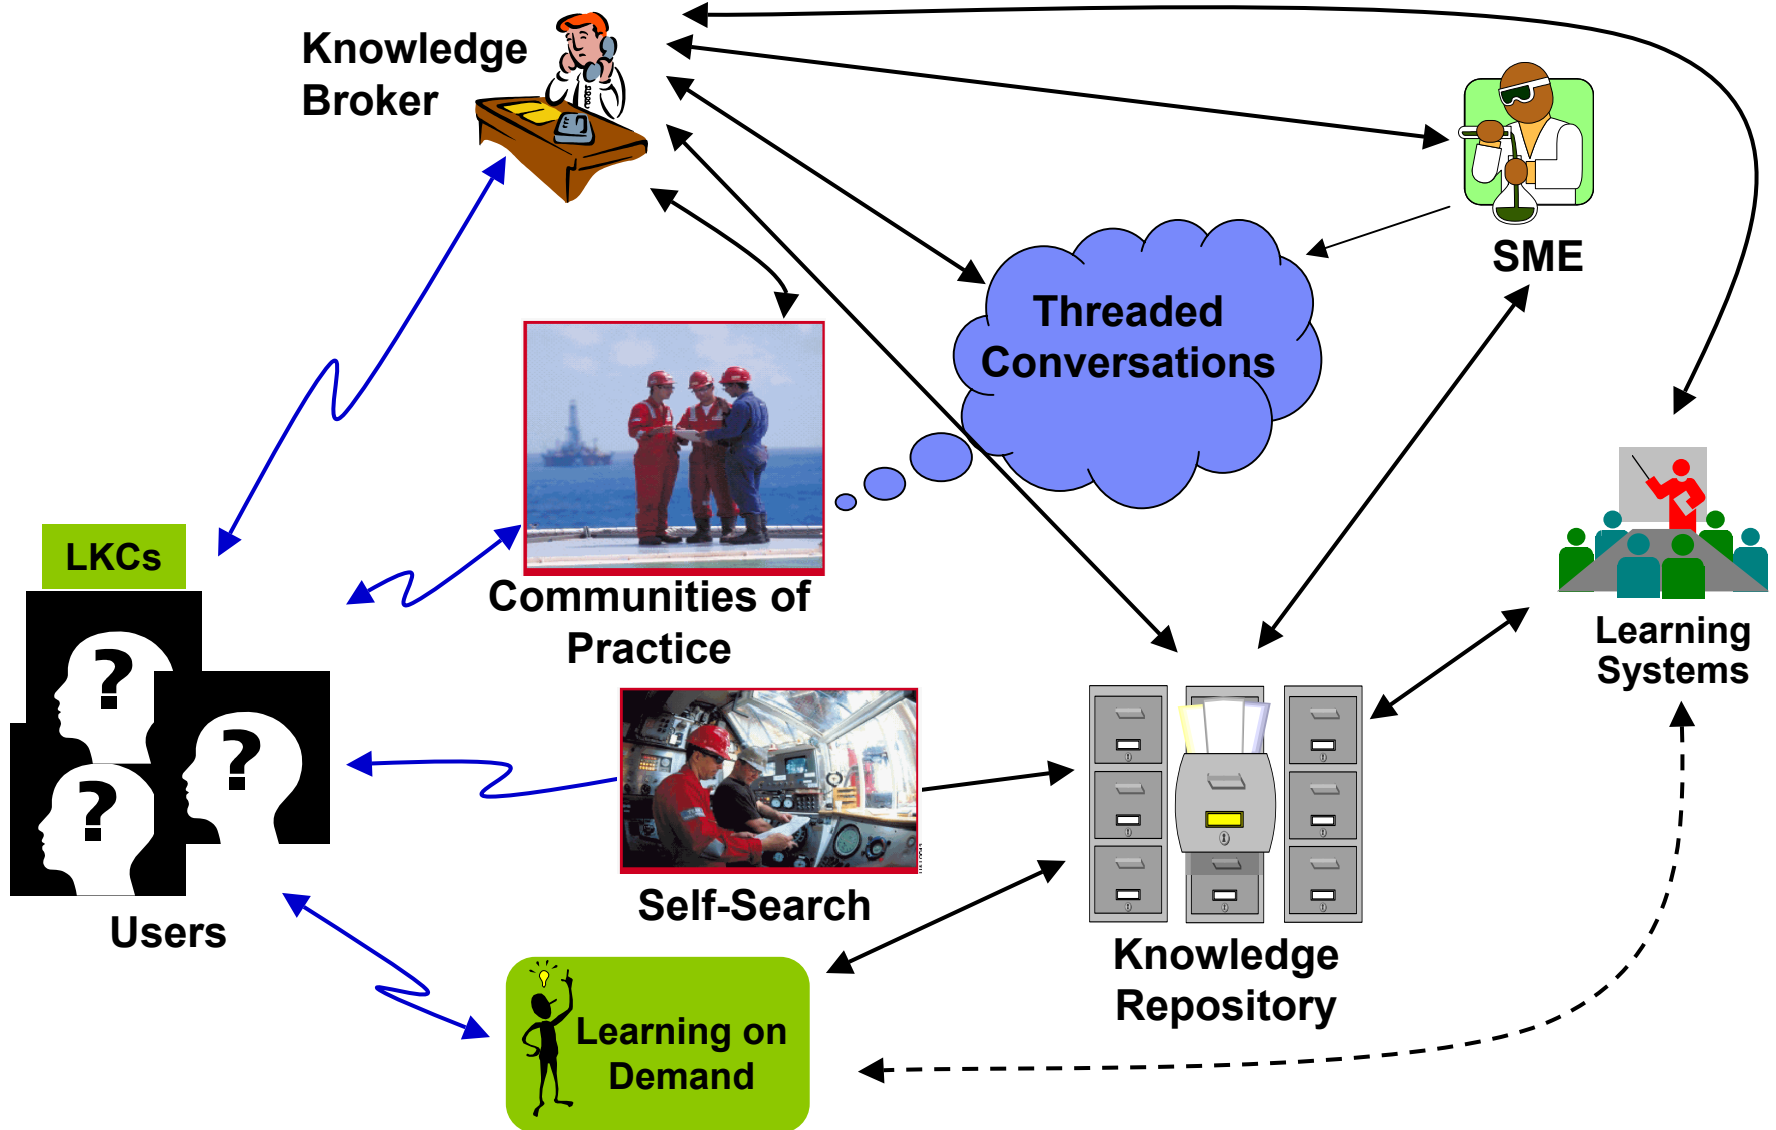 Knowledge
Broker
SME
Threaded
Conversations
LKCs
?
?
?
Users
Communities of
Practice
Self-Search
Learning on
Demand
Knowledge
Repository
Learning
Systems